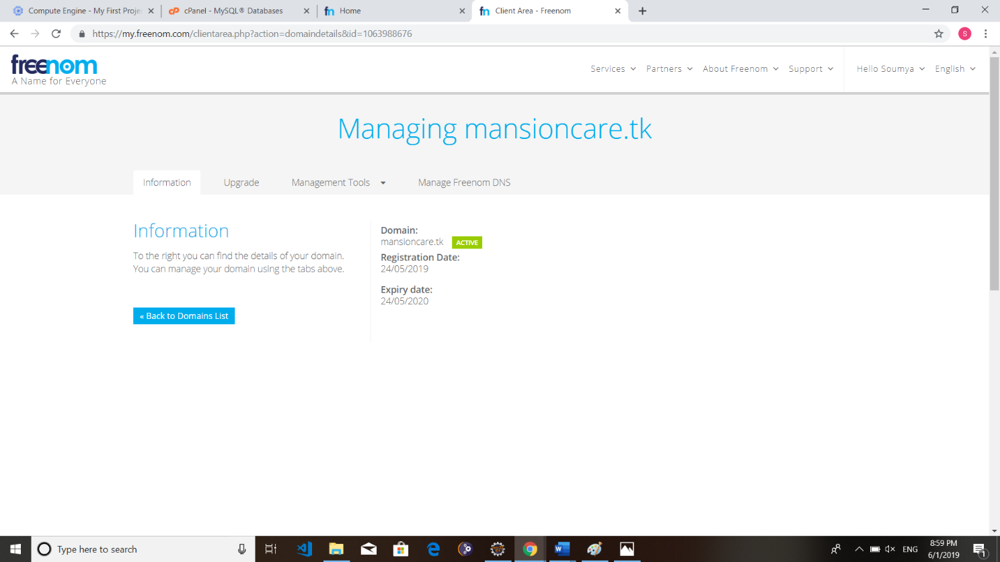 Compute Engine - My First Projec
cPanel - MySQL® Databases
Home
Client Area - Freenom
https://my.freenom.com/clientarea.php?action=domaindetails&id=1063988676
S
freenom
A Name for Everyone
Services
Partners
About Freenom
Support
Hello Soumya
English
Managing mansioncare.tk
Information
Upgrade
Management Tools
Manage Freenom DNS
Information
To the right you can find the details of your domain.
You can manage your domain using the tabs above.
« Back to Domains List
Domain:
mansioncare.tk ACTIVE
Registration Date:
24/05/2019
Expiry date:
24/05/2020
Type here to search
ENG
8:59 PM
6/1/2019
1